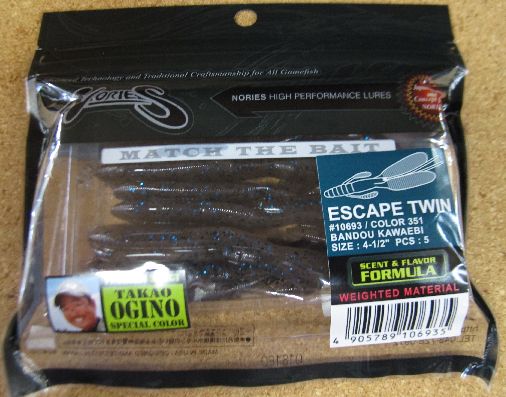 Technology and Traditional Craftsmanship for All Gamefish
NORIES
NORIES HIGH PERFORMANCE LURES
MATCH THE BAIT
ESCAPE TWIN
#10693 / COLOR 351
BANDOU KAWAEBI
SIZE : 4-1/2" PCS : 5
SCENT & FLAVOR
FORMULA
WEIGHTED MATERIAL
TAKAO
OGINO
SPECIAL COLOR
4 905789 106935